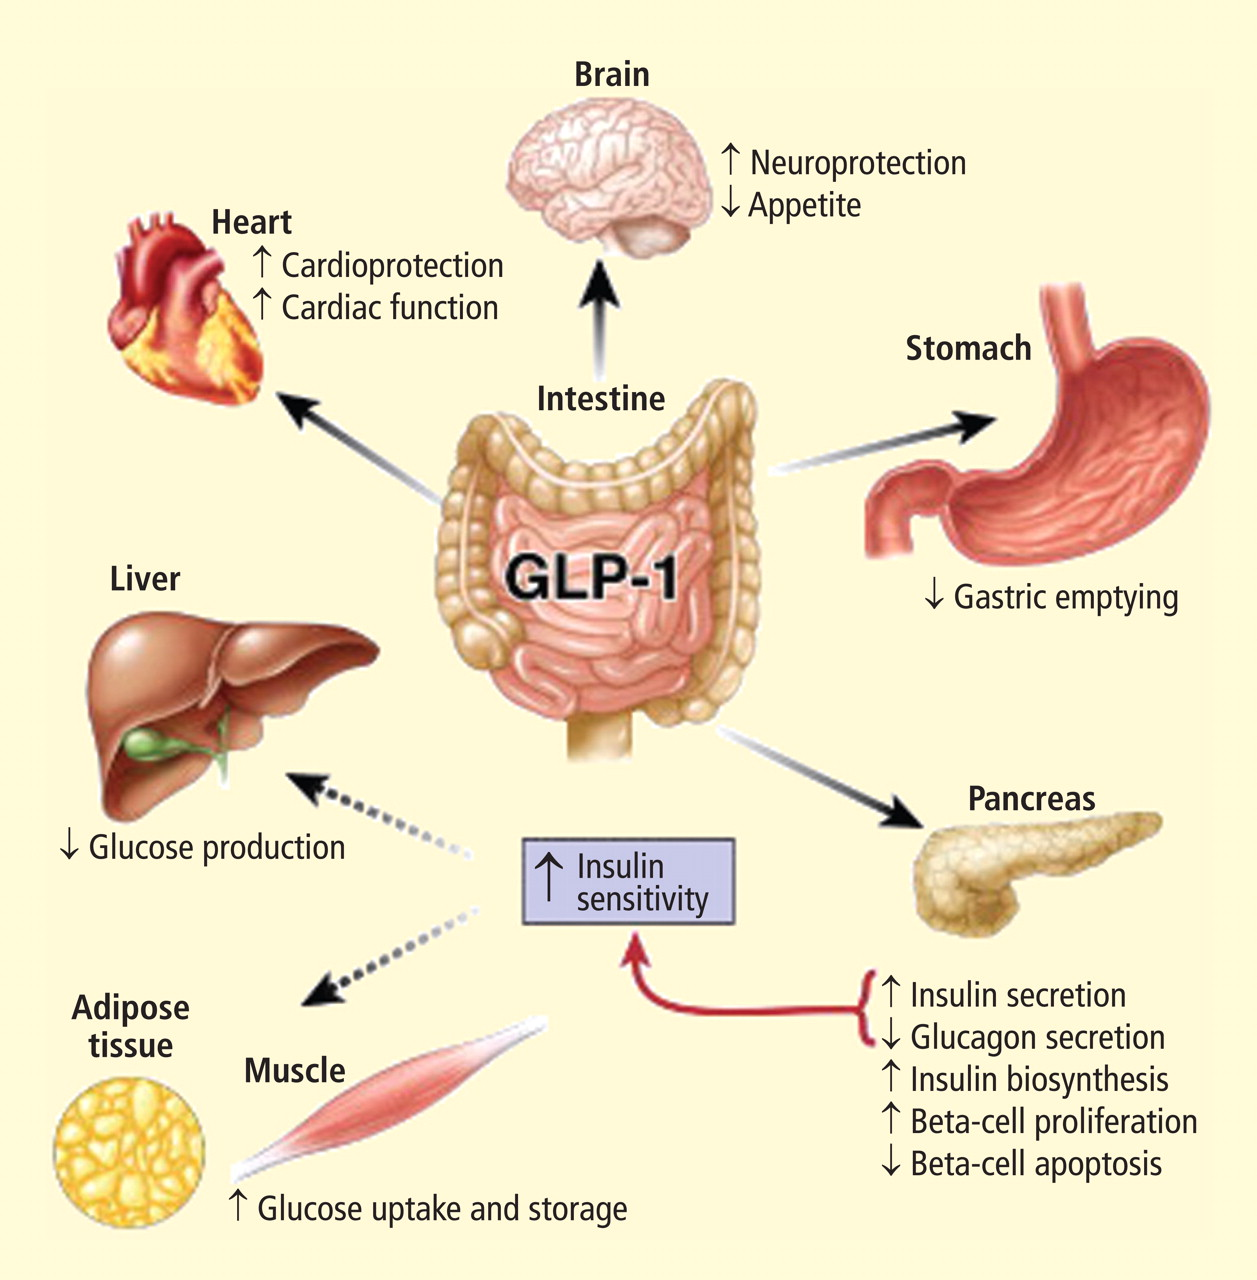 Brain
↑ Neuroprotection
↓ Appetite
Heart
↑ Cardioprotection
↑ Cardiac function
Stomach
↓ Gastric emptying
Intestine
GLP-1
Liver
↓ Glucose production
Pancreas
↑ Insulin
sensitivity
↑ Insulin secretion
↓ Glucagon secretion
↑ Insulin biosynthesis
↑ Beta-cell proliferation
↓ Beta-cell apoptosis
Adipose
tissue
Muscle
↑ Glucose uptake and storage